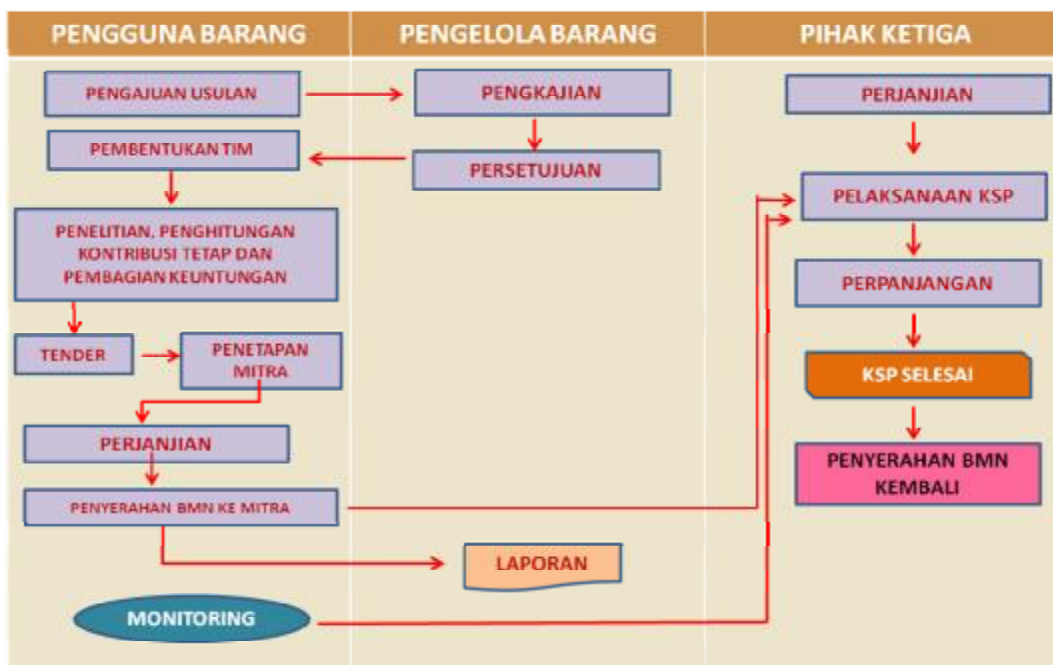 PENGGUNA BARANG
PENGELOLA BARANG
PIHAK KETIGA
PENGAJUAN USULAN
PENGKAJIAN
PERJANJIAN
PEMBENTUKAN TIM
PERSETUJUAN
PELAKSANAAN KSP
PENELITIAN, PENGHITUNGAN
KONTRIBUSI TETAP DAN
PEMBAGIAN KEUNTUNGAN
PERPANJANGAN
TENDER
PENETAPAN
MITRA
KSP SELESAI
PERJANJIAN
PENYERAHAN BMN
KEMBALI
PENYERAHAN BMN KE MITRA
LAPORAN
MONITORING